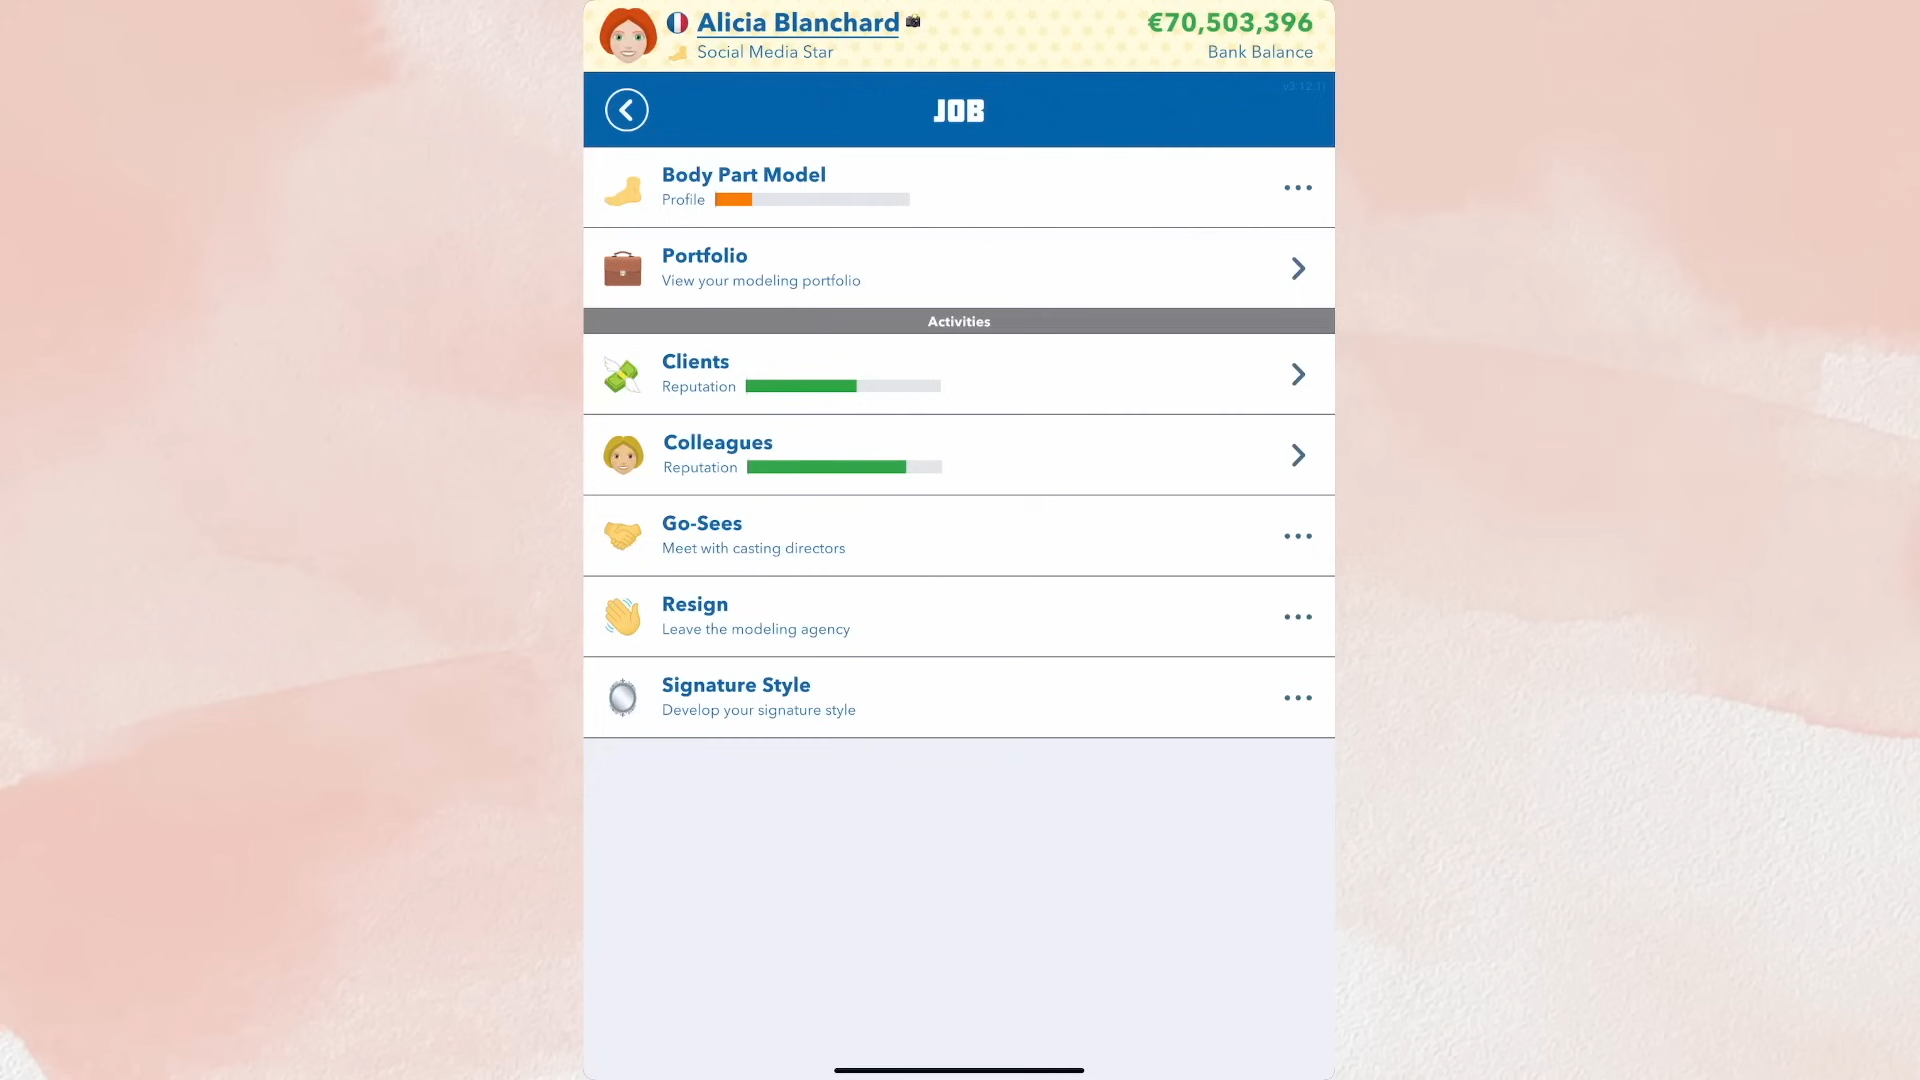 Alicia Blanchard
€70,503,396
Social Media Star
Bank Balance
JOB
Body Part Model
Profile
Portfolio
View your modeling portfolio
Activities
Clients
Reputation
Colleagues
Reputation
Go-Sees
Meet with casting directors
Resign
Leave the modeling agency
Signature Style
Develop your signature style